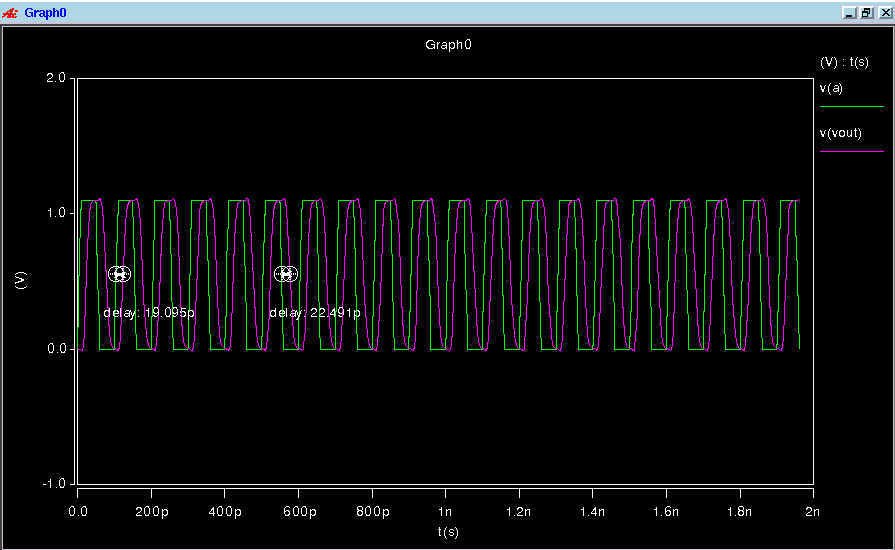 Graph0
Graph0
(V) : t(s)
v(a)
v(vout)
2.0
1.0
(V)
delay: 19.095p
delay: 22.491p
0.0
-1.0
0.0 200p 400p 600p 800p 1n 1.2n 1.4n 1.6n 1.8n 2n
t(s)